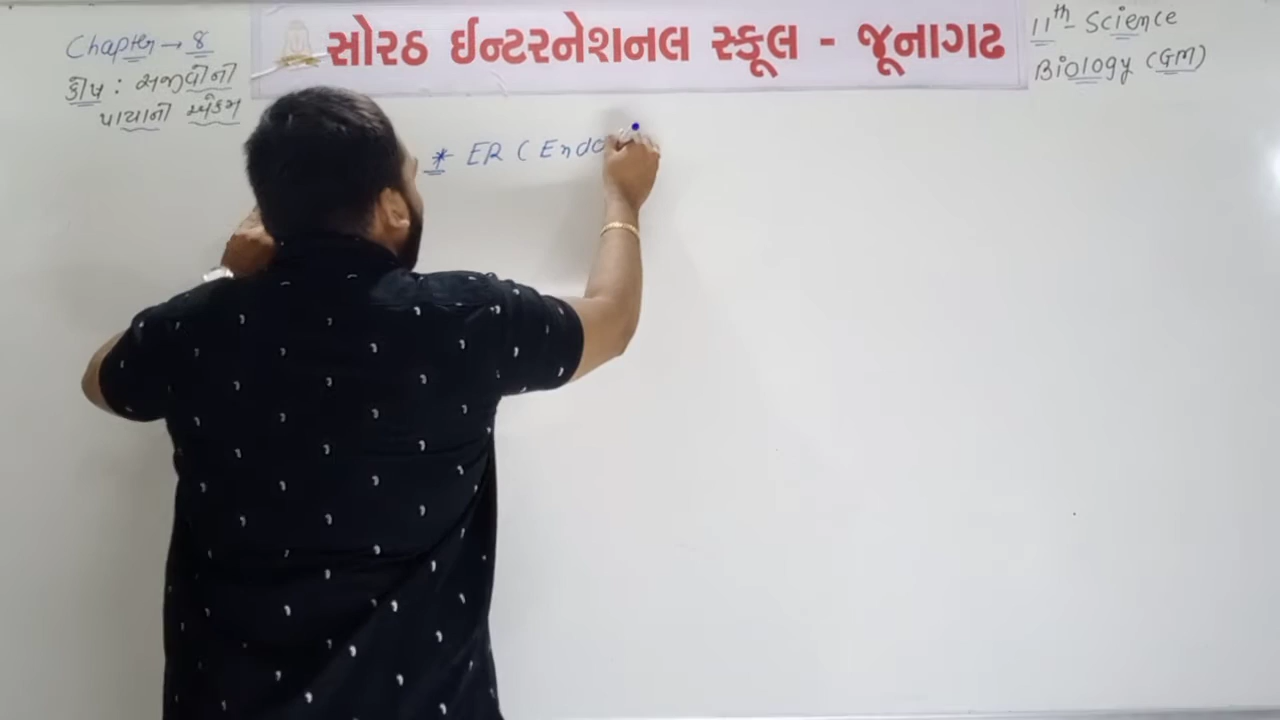 Chapter → 8
કોષ : સજીવોની
પાયાનો એકમ
સોરઠ ઈન્ટરનેશનલ સ્કૂલ - જૂનાગઢ
11th - Science
Biology (GM)
* ER ( Endo